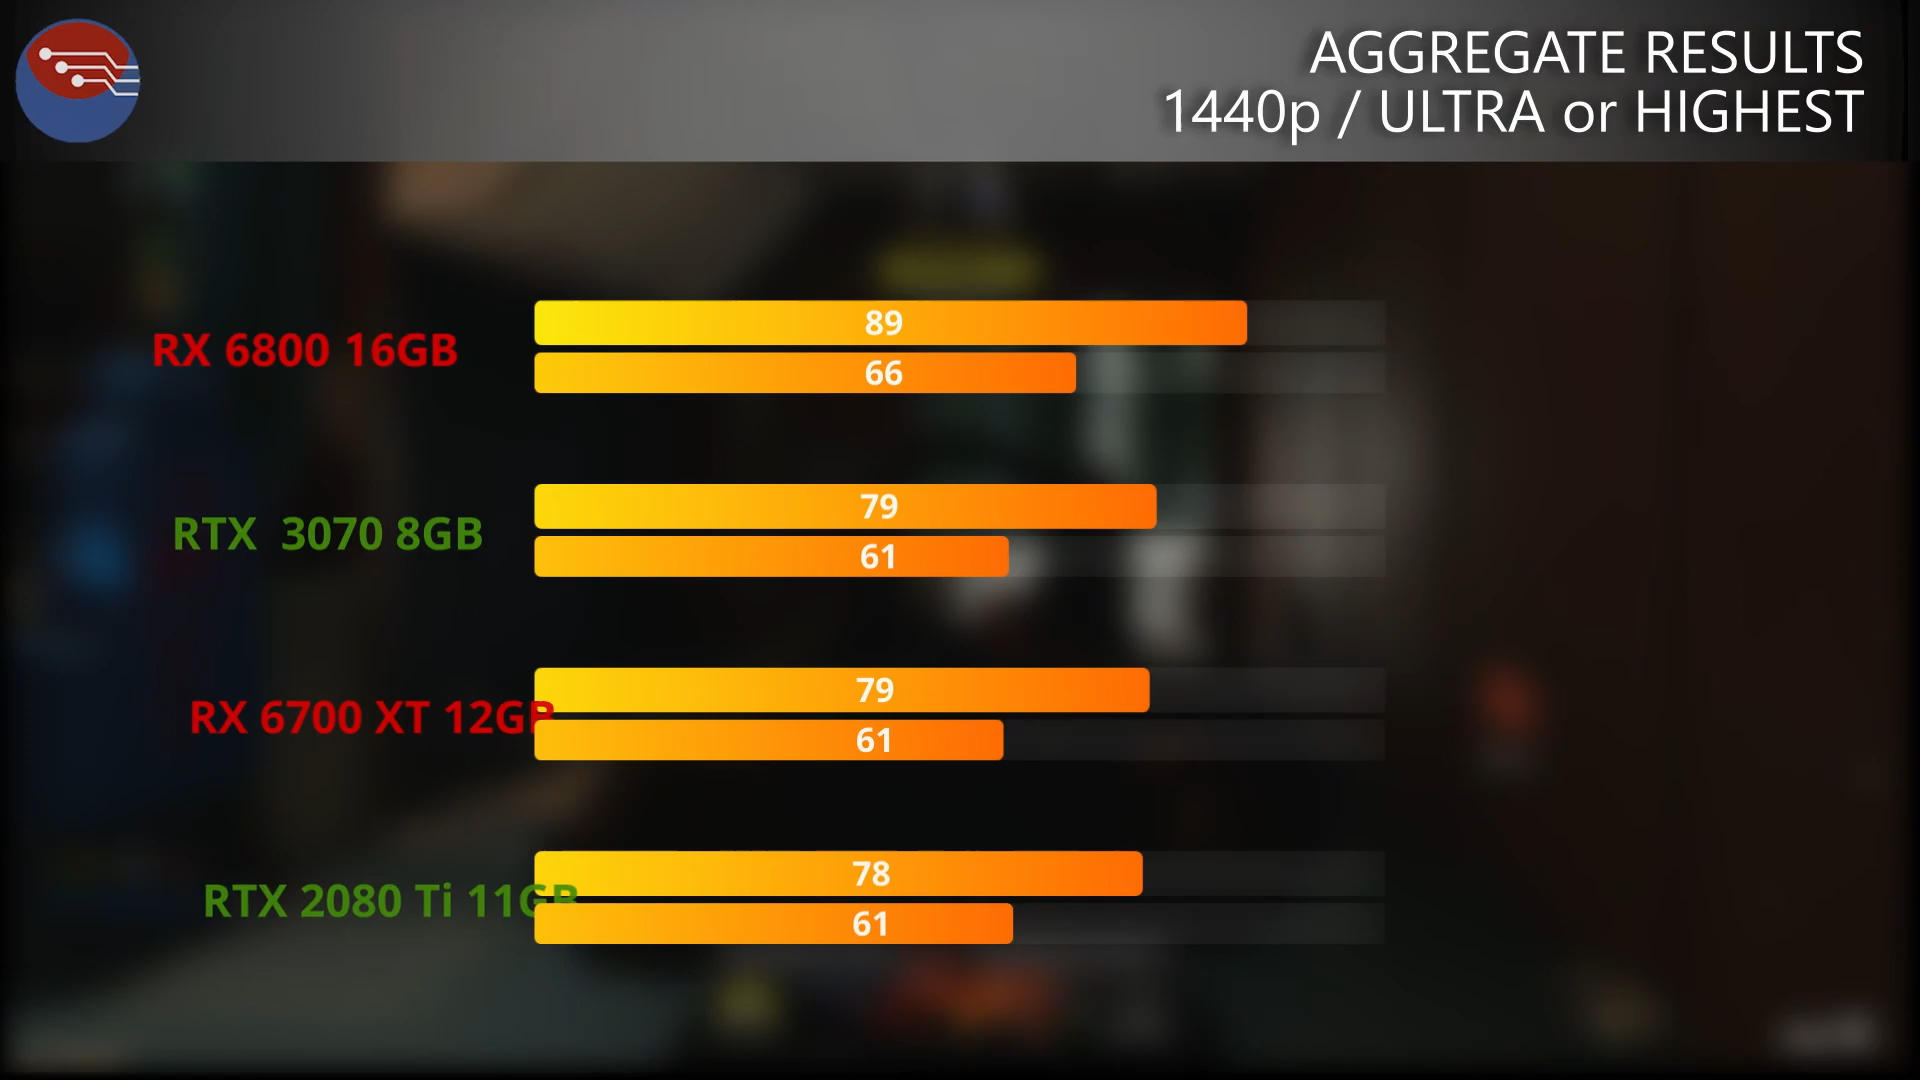 AGGREGATE RESULTS
1440p / ULTRA or HIGHEST
RX 6800 16GB
89
66
RTX 3070 8GB
79
61
RX 6700 XT 12GB
79
61
RTX 2080 Ti 11GB
78
61